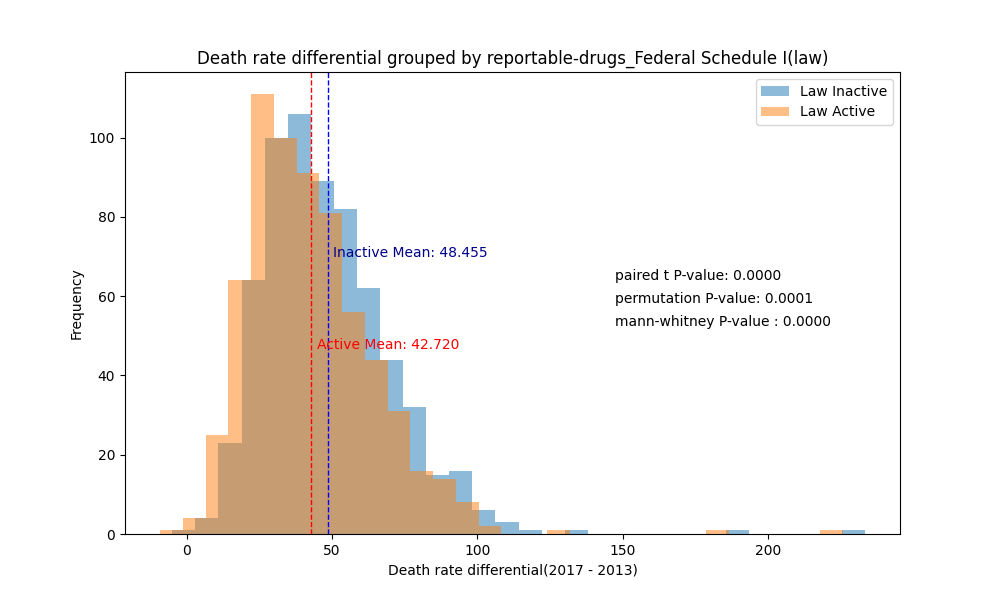 Death rate differential grouped by reportable-drugs_Federal Schedule I(law)
Law Inactive
Law Active
Frequency
100
80
60
40
20
0
Inactive Mean: 48.455
Active Mean: 42.720
paired t P-value: 0.0000
permutation P-value: 0.0001
mann-whitney P-value : 0.0000
0 50 100 150 200
Death rate differential(2017 - 2013)